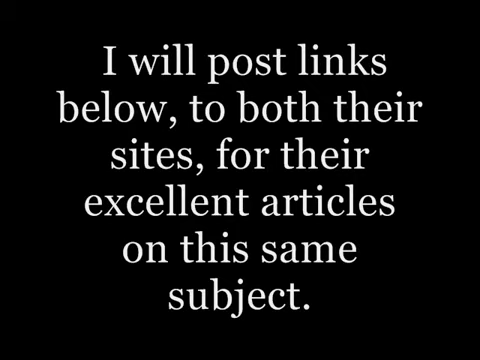 I will post links
below, to both their
sites, for their
excellent articles
on this same
subject.